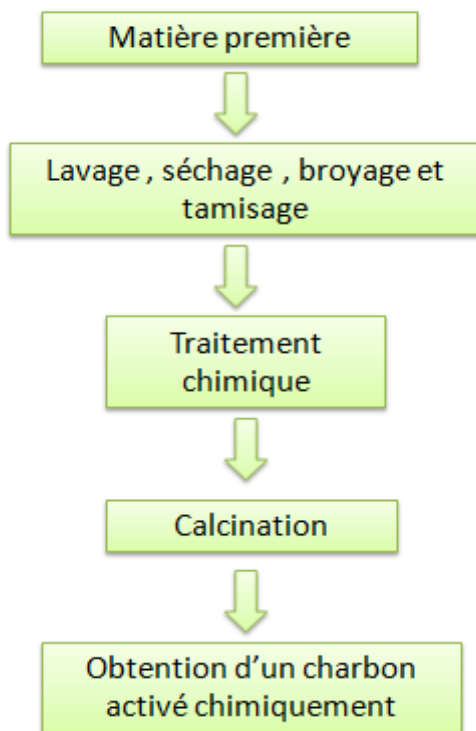 Matière première
Lavage , séchage , broyage et
tamisage
Traitement
chimique
Calcination
Obtention d’un charbon
activé chimiquement